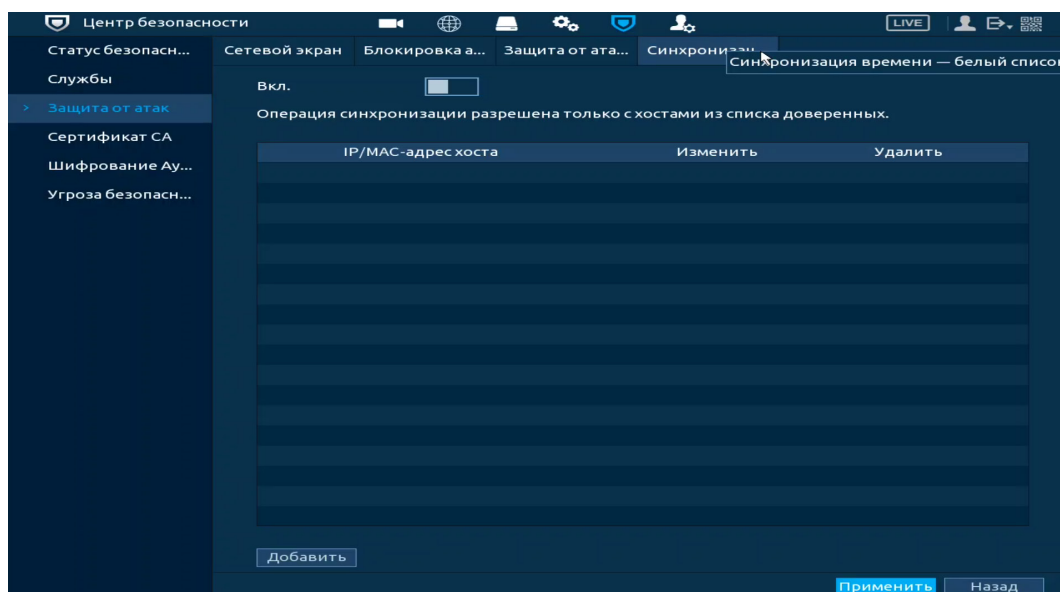 Центр безопасности
LIVE
Статус безопасн...
Службы
Защита от атак
Сертификат CA
Шифрование Ау...
Угроза безопасн...
Сетевой экран Блокировка а... Защита от ата... Синхронизац...
Синхронизация времени — белый список
Вкл.
Операция синхронизации разрешена только с хостами из списка доверенных.
IP/MAC-адрес хоста Изменить Удалить
Добавить
Применить Назад